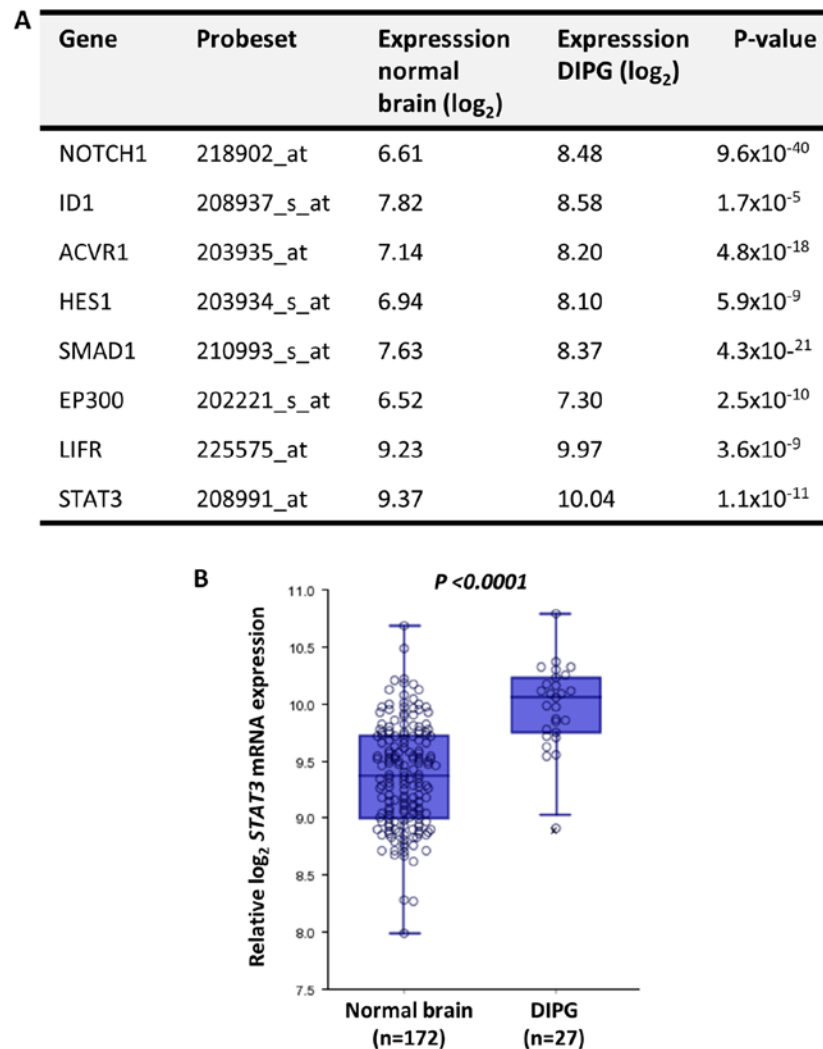 A
Gene Probeset Expresssion normal brain (log₂) Expresssion DIPG (log₂) P-value
NOTCH1 218902_at 6.61 8.48 9.6x10⁻⁴⁰
ID1 208937_s_at 7.82 8.58 1.7x10⁻⁵
ACVR1 203935_at 7.14 8.20 4.8x10⁻¹⁸
HES1 203934_s_at 6.94 8.10 5.9x10⁻⁹
SMAD1 210993_s_at 7.63 8.37 4.3x10-²¹
EP300 202221_s_at 6.52 7.30 2.5x10⁻¹⁰
LIFR 225575_at 9.23 9.97 3.6x10⁻⁹
STAT3 208991_at 9.37 10.04 1.1x10⁻¹¹
B
P <0.0001
Relative log₂ STAT3 mRNA expression
11.0
10.5
10.0
9.5
9.0
8.5
8.0
7.5
Normal brain DIPG
(n=172) (n=27)